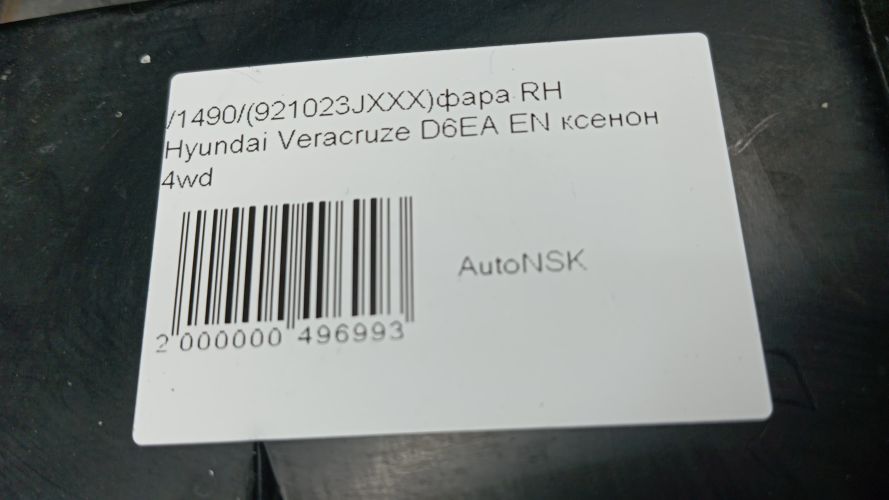 /1490/(921023JXXX)фара RH
Hyundai Veracruze D6EA EN ксенон
4wd
AutoNSK
2 000000 496993